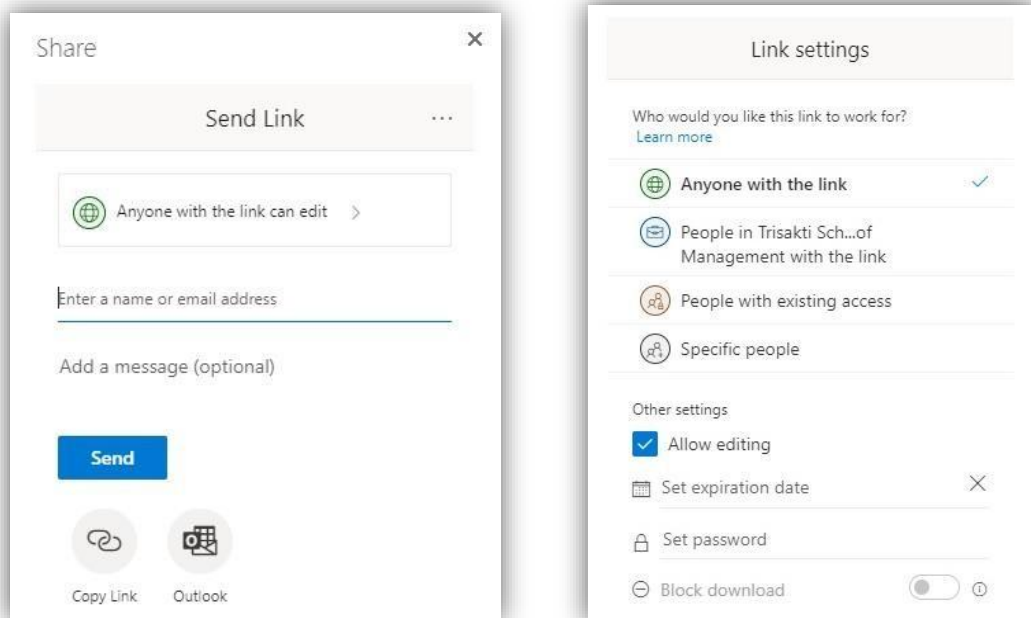 Share
Send Link
Anyone with the link can edit
Enter a name or email address
Add a message (optional)
Send
Copy Link
Outlook
Link settings
Who would you like this link to work for?
Learn more
Anyone with the link
People in Trisakti Sch...of
Management with the link
People with existing access
Specific people
Other settings
Allow editing
Set expiration date
Set password
Block download